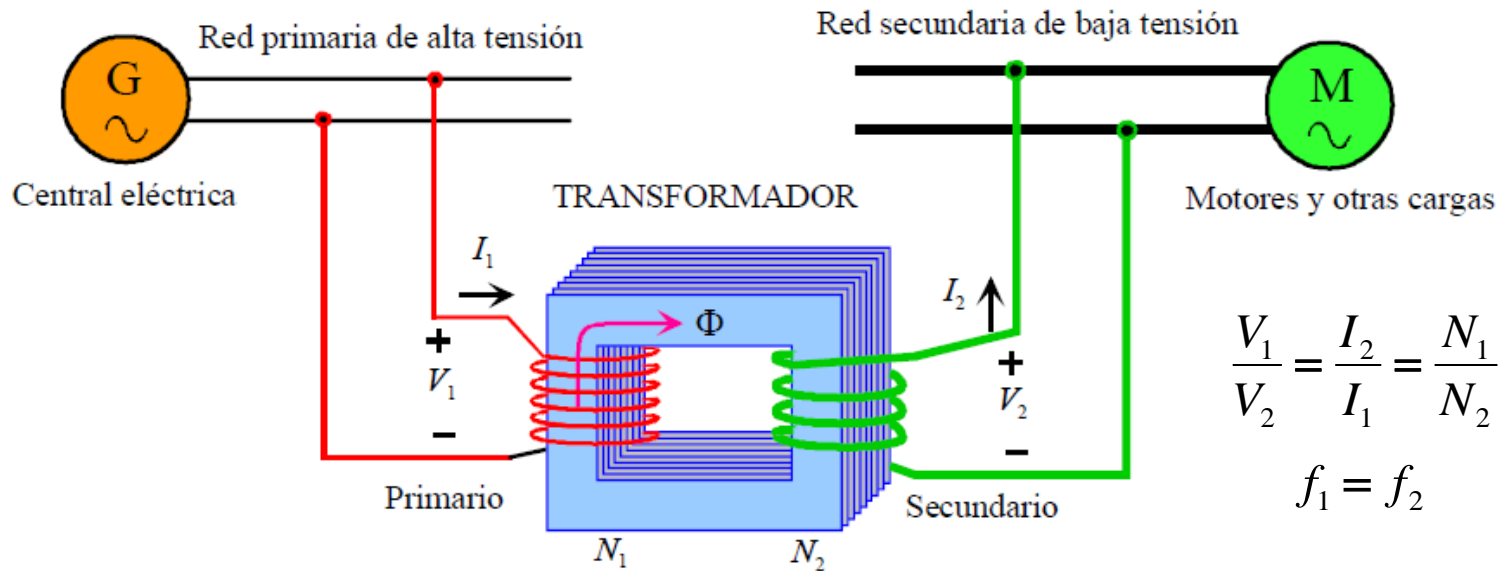 Red primaria de alta tensión
Red secundaria de baja tensión
G
M
Central eléctrica
TRANSFORMADOR
Motores y otras cargas
I₁
I₂
Φ
+
V₁
−
+
V₂
−
V₁/V₂ = I₂/I₁ = N₁/N₂
f₁ = f₂
Primario
Secundario
N₁
N₂